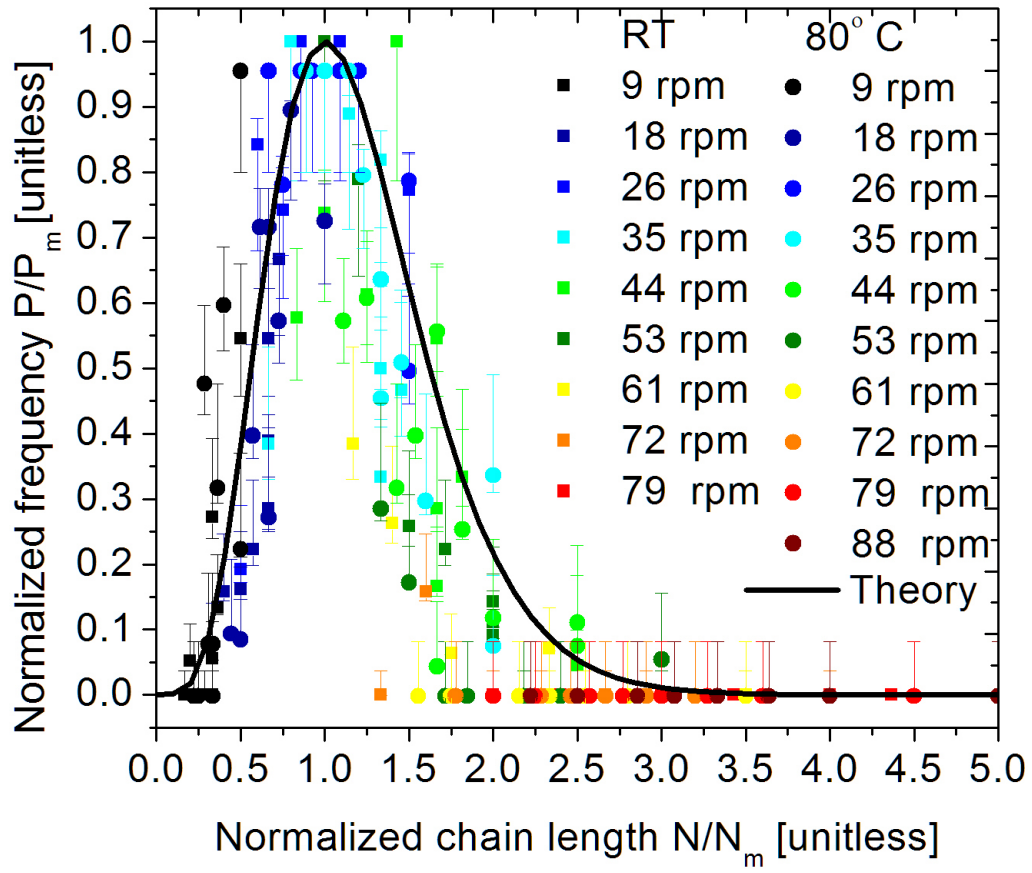 RT 80° C
9 rpm 9 rpm
18 rpm 18 rpm
26 rpm 26 rpm
35 rpm 35 rpm
44 rpm 44 rpm
53 rpm 53 rpm
61 rpm 61 rpm
72 rpm 72 rpm
79 rpm 79 rpm
88 rpm
Theory
Normalized frequency P/Pm [unitless]
1.0
0.9
0.8
0.7
0.6
0.5
0.4
0.3
0.2
0.1
0.0
0.0 0.5 1.0 1.5 2.0 2.5 3.0 3.5 4.0 4.5 5.0
Normalized chain length N/Nm [unitless]